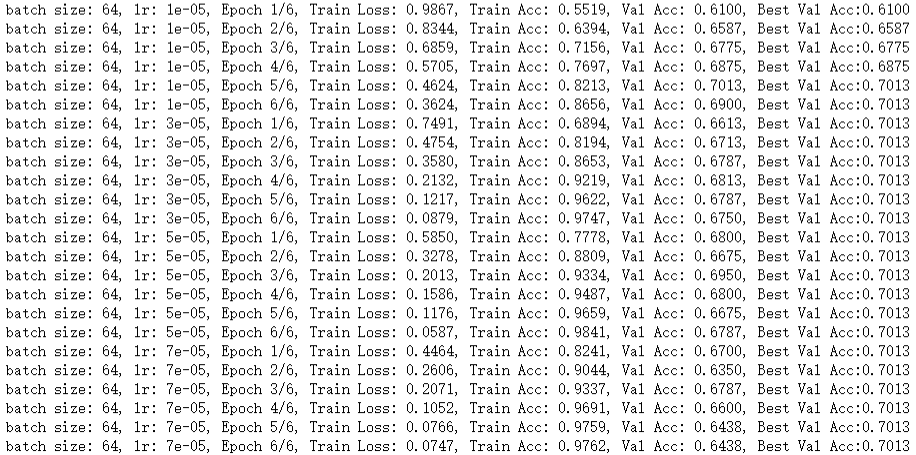 batch size: 64, lr: 1e-05, Epoch 1/6, Train Loss: 0.9867, Train Acc: 0.5519, Val Acc: 0.6100, Best Val Acc:0.6100
batch size: 64, lr: 1e-05, Epoch 2/6, Train Loss: 0.8344, Train Acc: 0.6394, Val Acc: 0.6587, Best Val Acc:0.6587
batch size: 64, lr: 1e-05, Epoch 3/6, Train Loss: 0.6859, Train Acc: 0.7156, Val Acc: 0.6775, Best Val Acc:0.6775
batch size: 64, lr: 1e-05, Epoch 4/6, Train Loss: 0.5705, Train Acc: 0.7697, Val Acc: 0.6875, Best Val Acc:0.6875
batch size: 64, lr: 1e-05, Epoch 5/6, Train Loss: 0.4624, Train Acc: 0.8213, Val Acc: 0.7013, Best Val Acc:0.7013
batch size: 64, lr: 1e-05, Epoch 6/6, Train Loss: 0.3624, Train Acc: 0.8656, Val Acc: 0.6900, Best Val Acc:0.7013
batch size: 64, lr: 3e-05, Epoch 1/6, Train Loss: 0.7491, Train Acc: 0.6894, Val Acc: 0.6613, Best Val Acc:0.7013
batch size: 64, lr: 3e-05, Epoch 2/6, Train Loss: 0.4754, Train Acc: 0.8194, Val Acc: 0.6713, Best Val Acc:0.7013
batch size: 64, lr: 3e-05, Epoch 3/6, Train Loss: 0.3580, Train Acc: 0.8653, Val Acc: 0.6787, Best Val Acc:0.7013
batch size: 64, lr: 3e-05, Epoch 4/6, Train Loss: 0.2132, Train Acc: 0.9219, Val Acc: 0.6813, Best Val Acc:0.7013
batch size: 64, lr: 3e-05, Epoch 5/6, Train Loss: 0.1217, Train Acc: 0.9622, Val Acc: 0.6787, Best Val Acc:0.7013
batch size: 64, lr: 3e-05, Epoch 6/6, Train Loss: 0.0879, Train Acc: 0.9747, Val Acc: 0.6750, Best Val Acc:0.7013
batch size: 64, lr: 5e-05, Epoch 1/6, Train Loss: 0.5850, Train Acc: 0.7778, Val Acc: 0.6800, Best Val Acc:0.7013
batch size: 64, lr: 5e-05, Epoch 2/6, Train Loss: 0.3278, Train Acc: 0.8809, Val Acc: 0.6675, Best Val Acc:0.7013
batch size: 64, lr: 5e-05, Epoch 3/6, Train Loss: 0.2013, Train Acc: 0.9334, Val Acc: 0.6950, Best Val Acc:0.7013
batch size: 64, lr: 5e-05, Epoch 4/6, Train Loss: 0.1586, Train Acc: 0.9487, Val Acc: 0.6800, Best Val Acc:0.7013
batch size: 64, lr: 5e-05, Epoch 5/6, Train Loss: 0.1176, Train Acc: 0.9659, Val Acc: 0.6675, Best Val Acc:0.7013
batch size: 64, lr: 5e-05, Epoch 6/6, Train Loss: 0.0587, Train Acc: 0.9841, Val Acc: 0.6787, Best Val Acc:0.7013
batch size: 64, lr: 7e-05, Epoch 1/6, Train Loss: 0.4464, Train Acc: 0.8241, Val Acc: 0.6700, Best Val Acc:0.7013
batch size: 64, lr: 7e-05, Epoch 2/6, Train Loss: 0.2606, Train Acc: 0.9044, Val Acc: 0.6350, Best Val Acc:0.7013
batch size: 64, lr: 7e-05, Epoch 3/6, Train Loss: 0.2071, Train Acc: 0.9337, Val Acc: 0.6787, Best Val Acc:0.7013
batch size: 64, lr: 7e-05, Epoch 4/6, Train Loss: 0.1052, Train Acc: 0.9691, Val Acc: 0.6600, Best Val Acc:0.7013
batch size: 64, lr: 7e-05, Epoch 5/6, Train Loss: 0.0766, Train Acc: 0.9759, Val Acc: 0.6438, Best Val Acc:0.7013
batch size: 64, lr: 7e-05, Epoch 6/6, Train Loss: 0.0747, Train Acc: 0.9762, Val Acc: 0.6438, Best Val Acc:0.7013